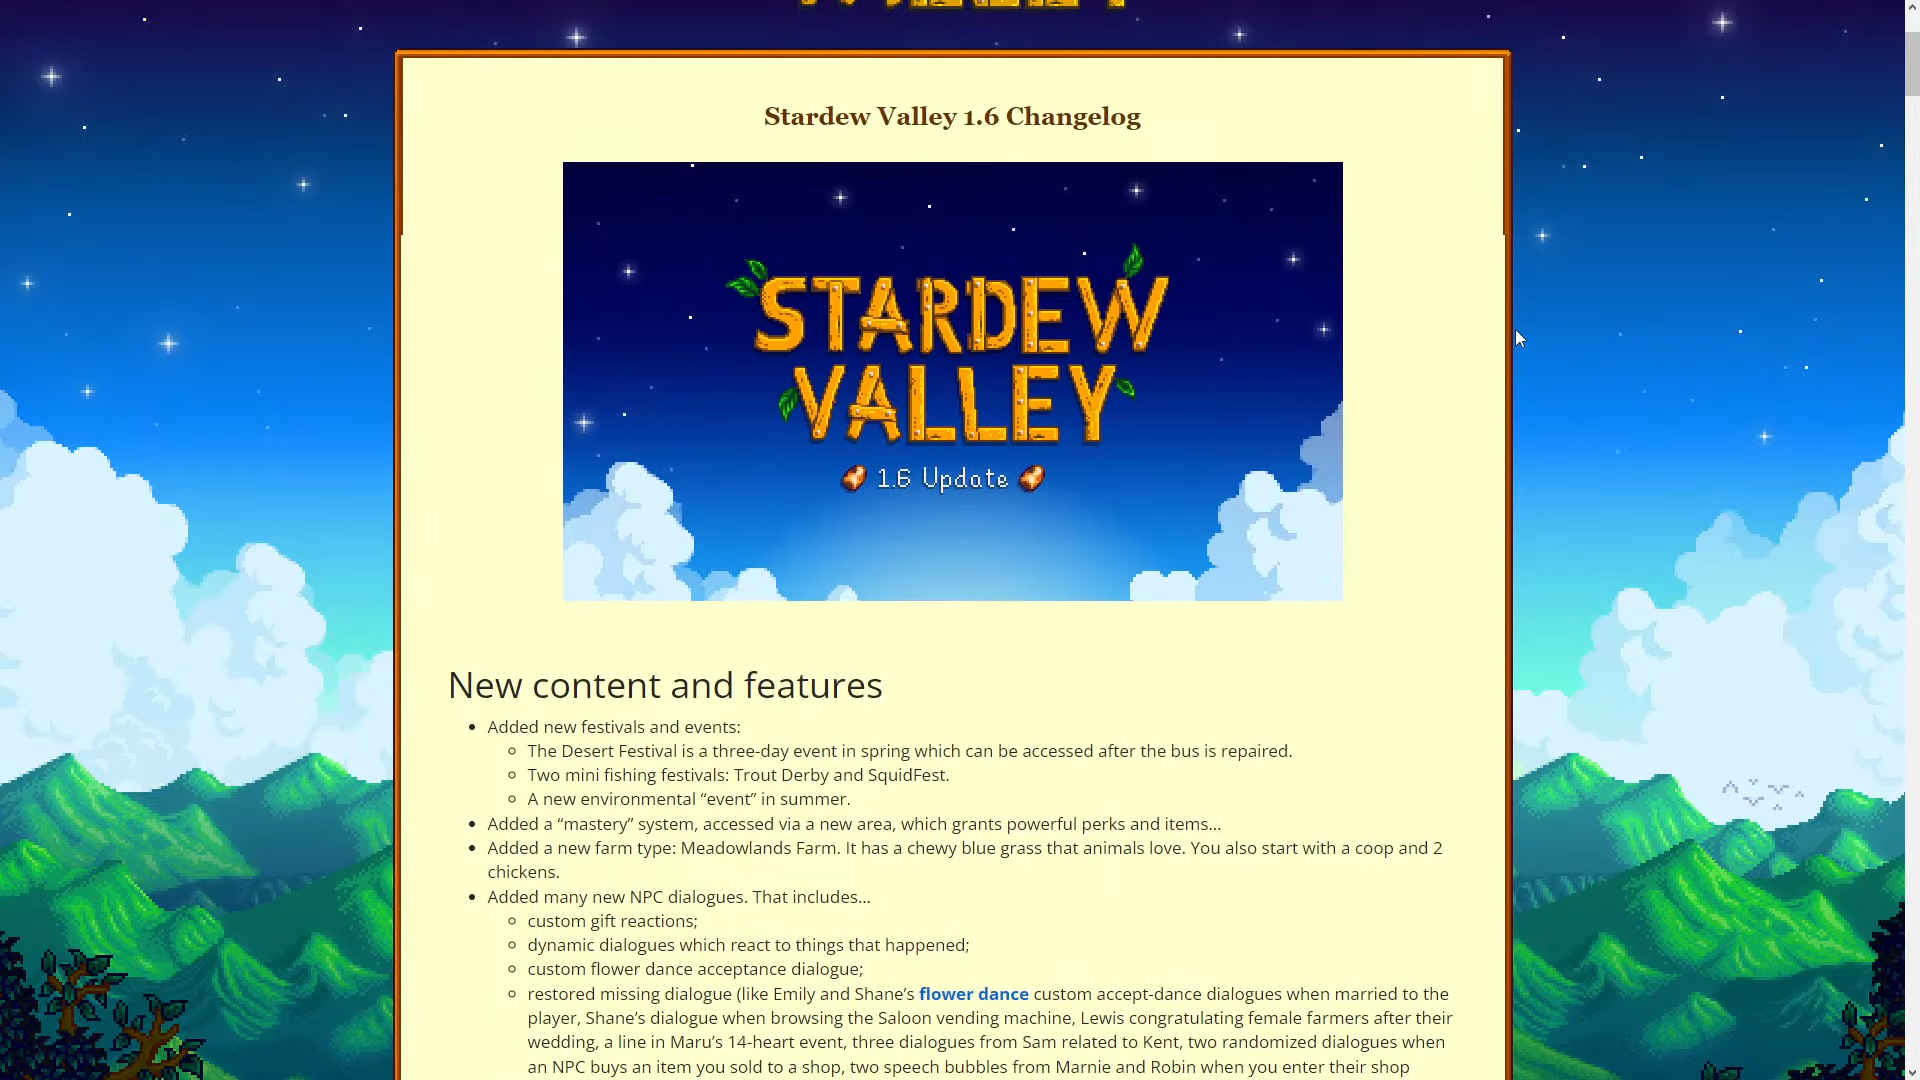 Stardew Valley 1.6 Changelog
STARDEW
VALLEY
1.6 Update
New content and features
• Added new festivals and events:
◦ The Desert Festival is a three-day event in spring which can be accessed after the bus is repaired.
◦ Two mini fishing festivals: Trout Derby and SquidFest.
◦ A new environmental “event” in summer.
• Added a “mastery” system, accessed via a new area, which grants powerful perks and items…
• Added a new farm type: Meadowlands Farm. It has a chewy blue grass that animals love. You also start with a coop and 2
chickens.
• Added many new NPC dialogues. That includes…
◦ custom gift reactions;
◦ dynamic dialogues which react to things that happened;
◦ custom flower dance acceptance dialogue;
◦ restored missing dialogue (like Emily and Shane’s flower dance custom accept-dance dialogues when married to the
player, Shane’s dialogue when browsing the Saloon vending machine, Lewis congratulating female farmers after their
wedding, a line in Maru’s 14-heart event, three dialogues from Sam related to Kent, two randomized dialogues when
an NPC buys an item you sold to a shop, two speech bubbles from Marnie and Robin when you enter their shop